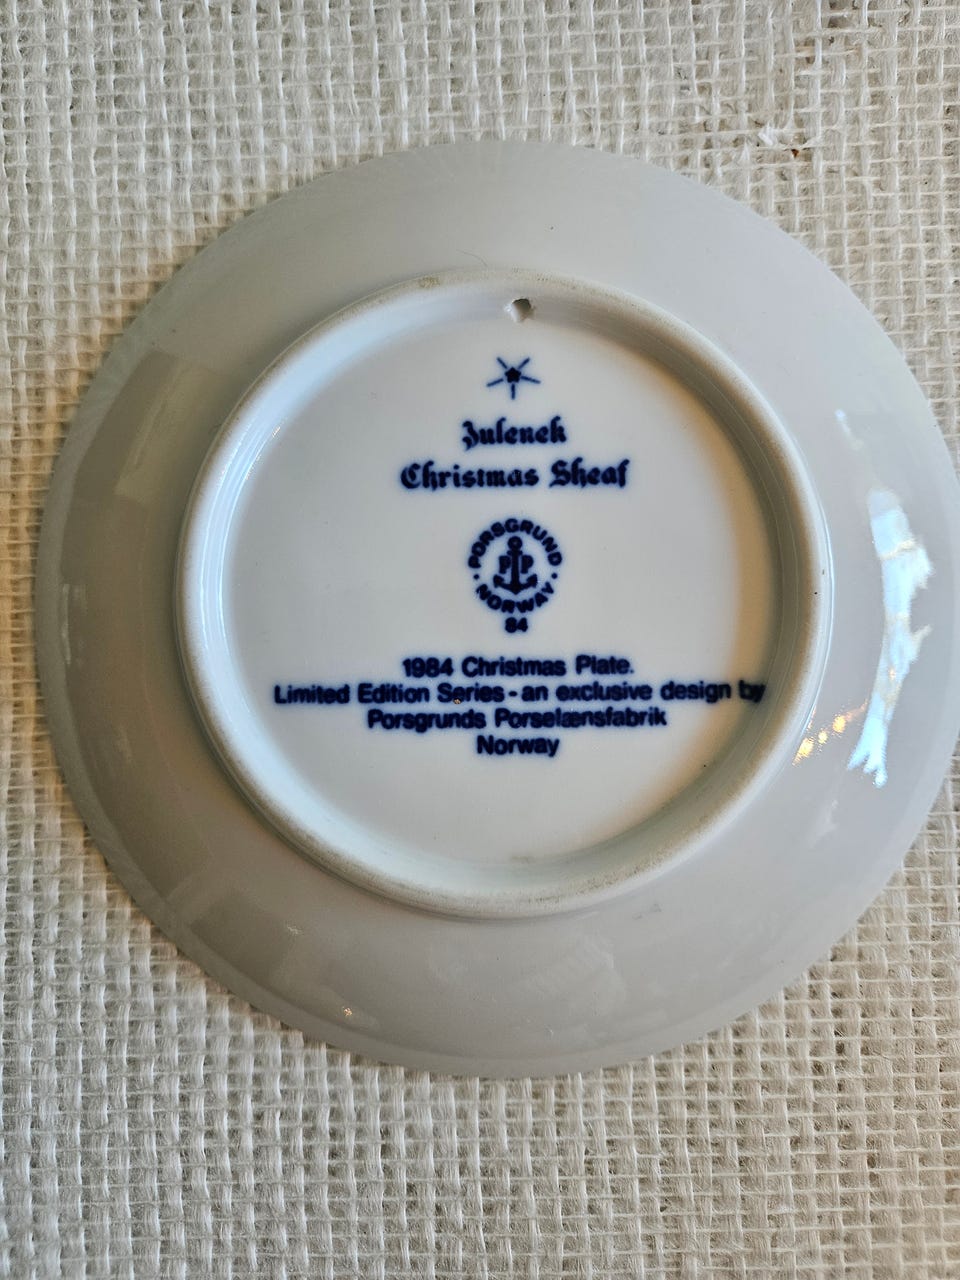 Julenek
Christmas Sheaf
PORSGRUND
PP
NORWAY
84
1984 Christmas Plate.
Limited Edition Series - an exclusive design by
Porsgrunds Porselænsfabrik
Norway